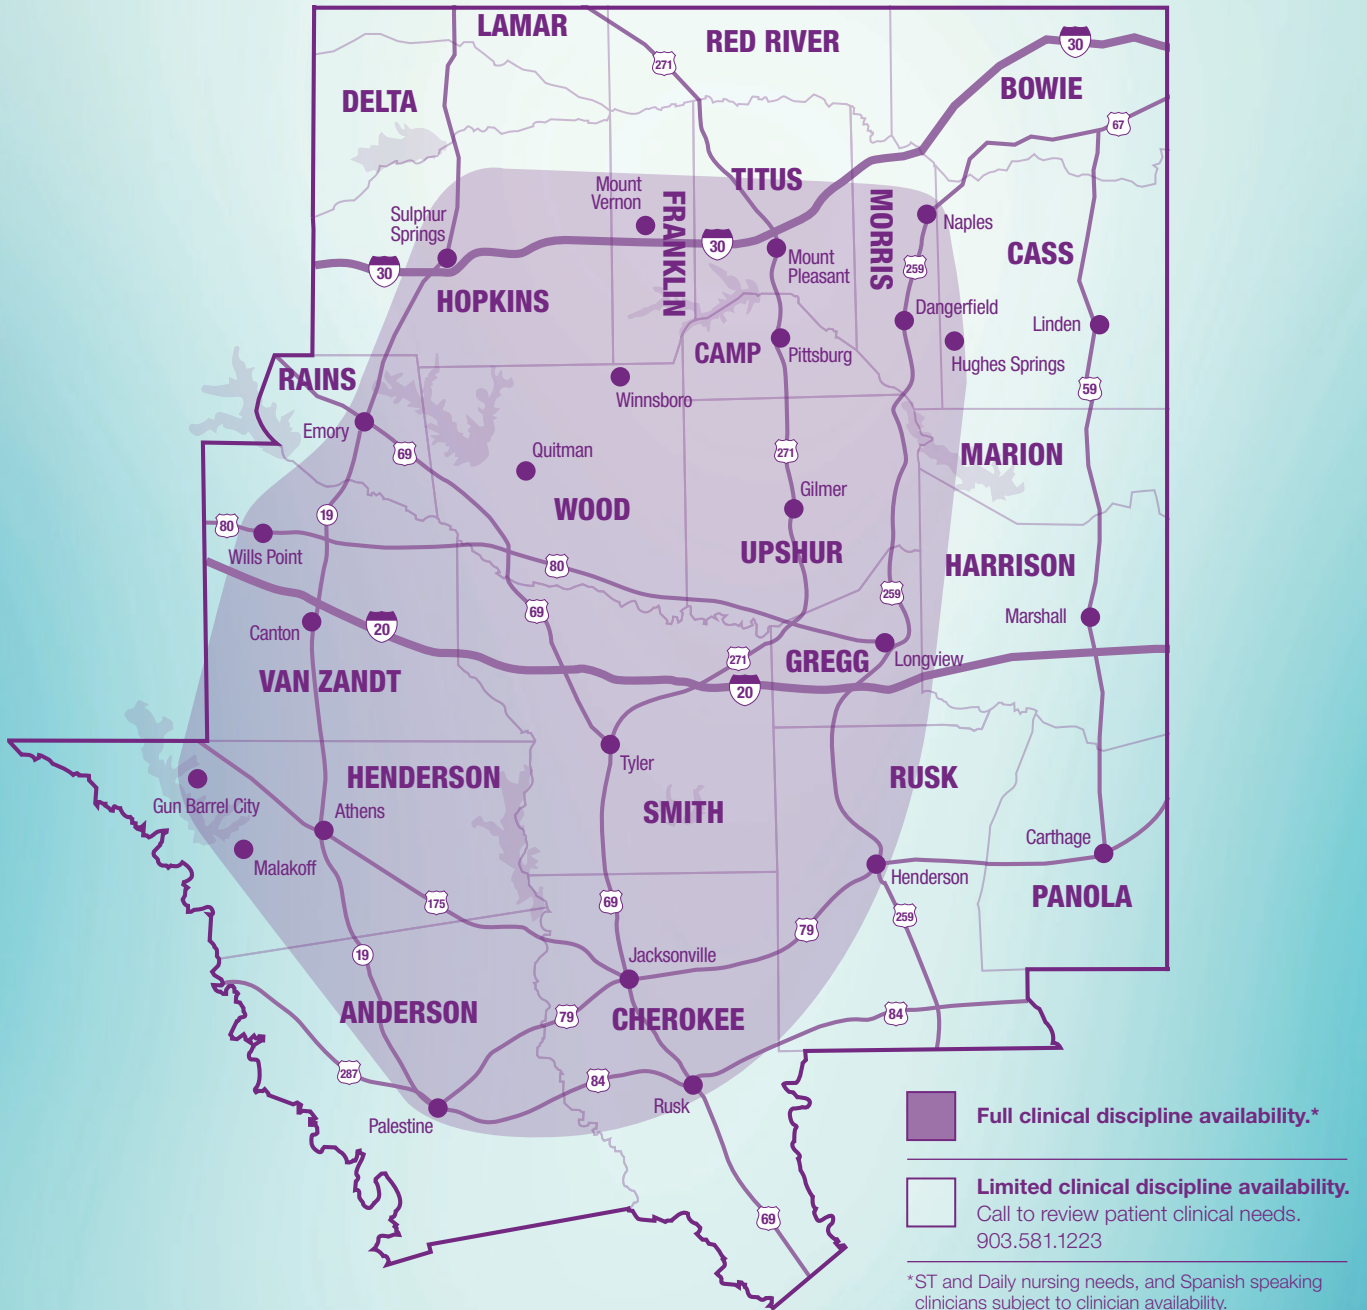 LAMAR
30
271
RED RIVER
BOWIE
DELTA
67
TITUS
Mount
Vernon
FRANKLIN
MORRIS
Sulphur
Springs
Naples
30
30
Mount
Pleasant
259
CASS
HOPKINS
Dangerfield
Linden
CAMP
Pittsburg
Hughes Springs
RAINS
59
Winnsboro
Emory
69
Quitman
271
MARION
Gilmer
WOOD
19
80
Wills Point
UPSHUR
80
HARRISON
259
69
Marshall
Canton
20
271
GREGG
Longview
VAN ZANDT
20
Tyler
HENDERSON
RUSK
Gun Barrel City
Athens
SMITH
Carthage
Malakoff
Henderson
PANOLA
175
69
259
79
19
Jacksonville
ANDERSON
79
CHEROKEE
84
287
84
Rusk
Palestine
69
Full clinical discipline availability.*
Limited clinical discipline availability.
Call to review patient clinical needs.
903.581.1223
*ST and Daily nursing needs, and Spanish speaking
clinicians subject to clinician availability.